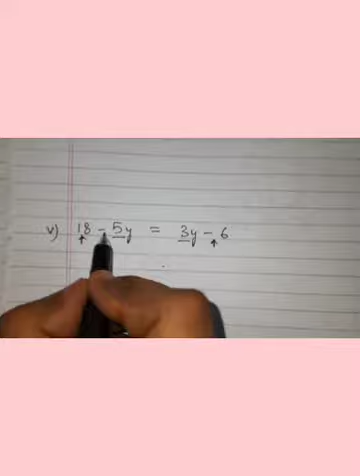 v) 18 - 5y = 3y - 6